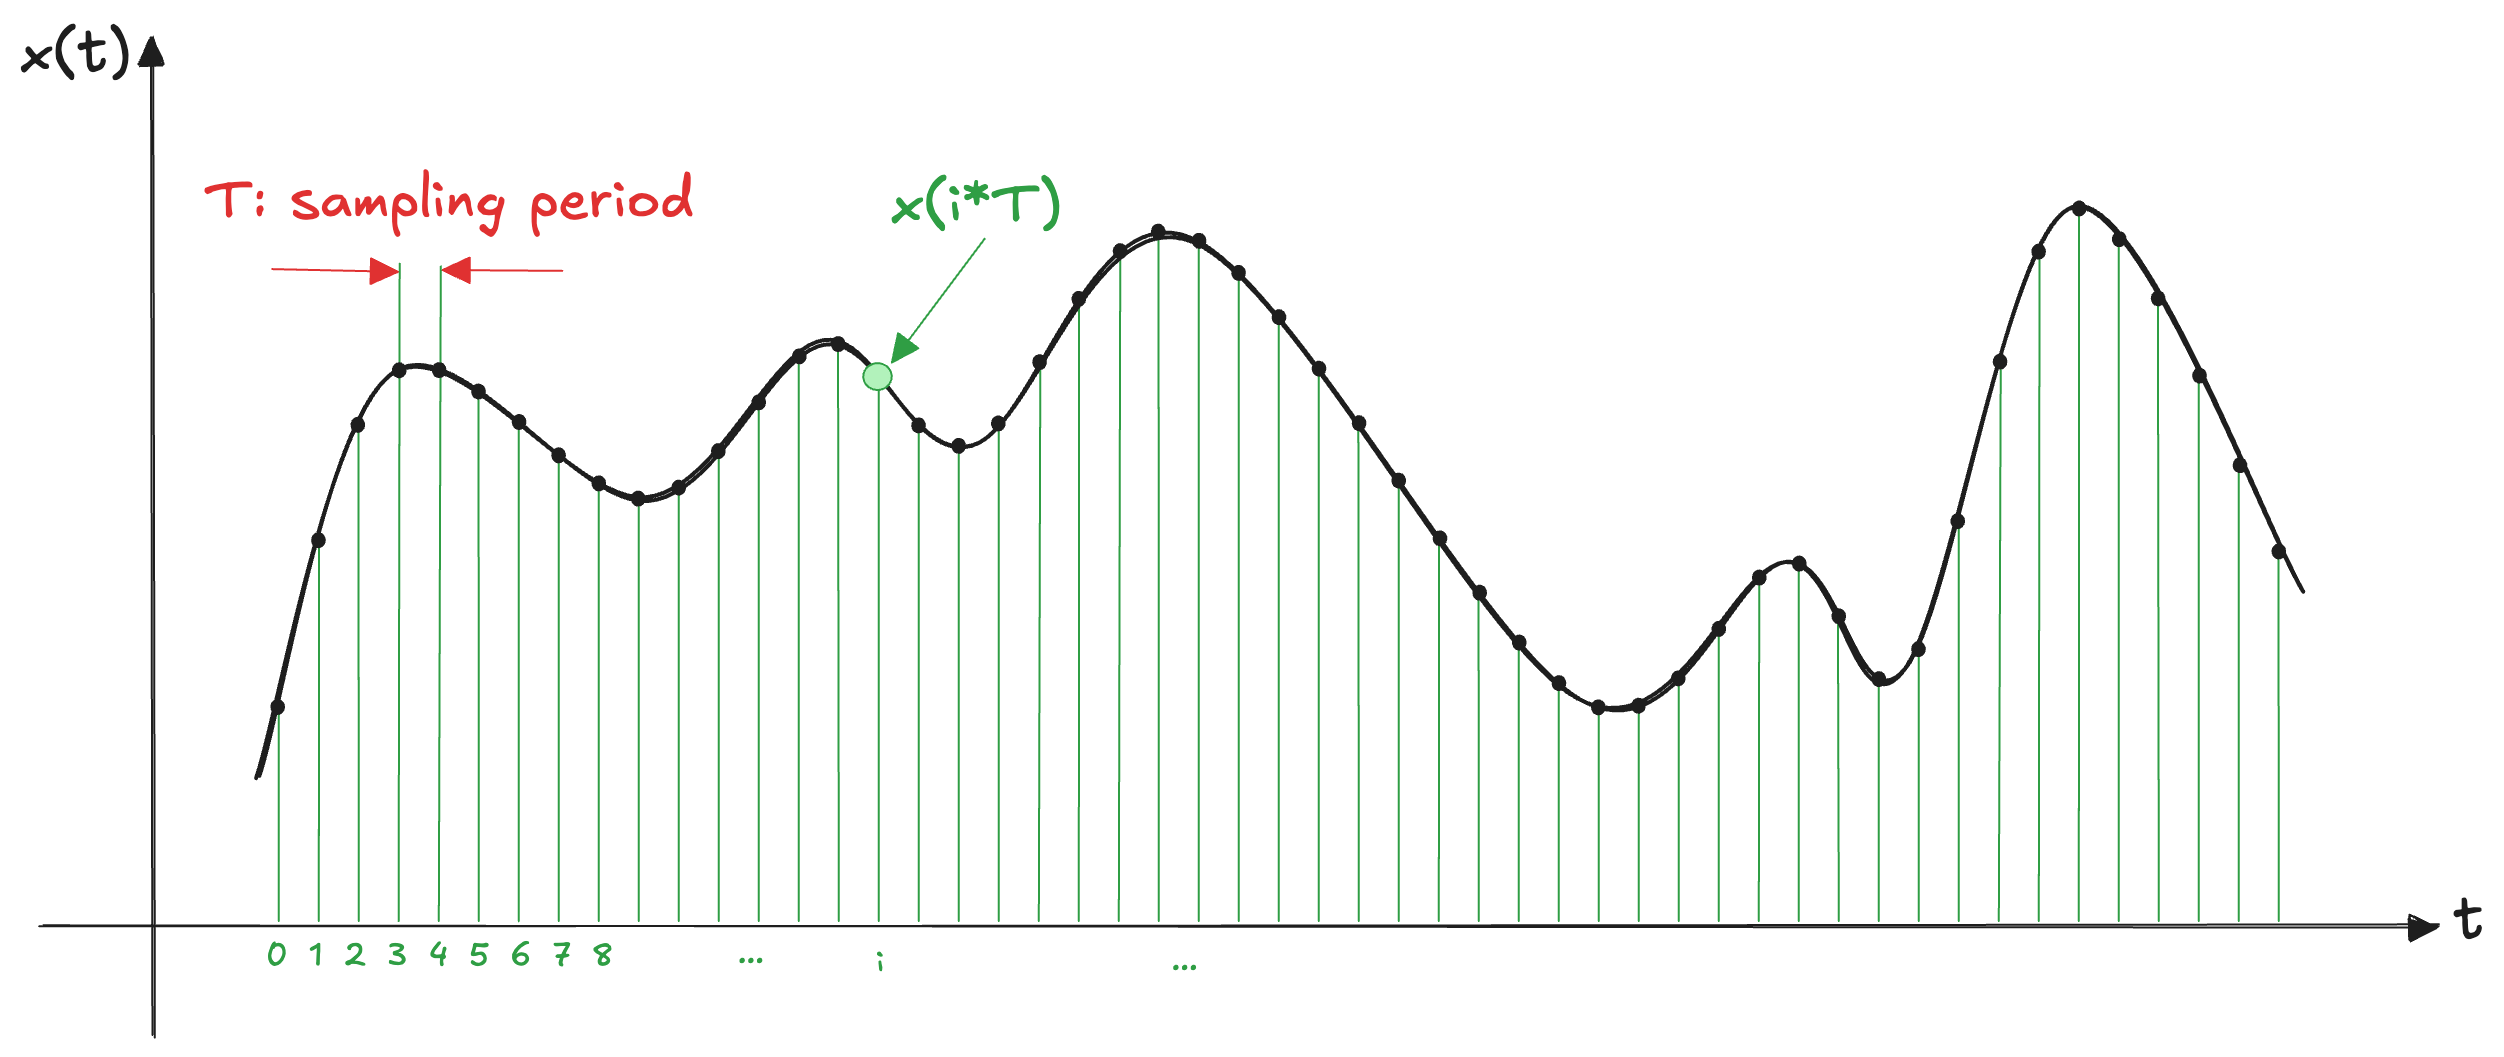 x(t)
T: sampling period
x(i*T)
t
0 1 2 3 4 5 6 7 8 ... i ...